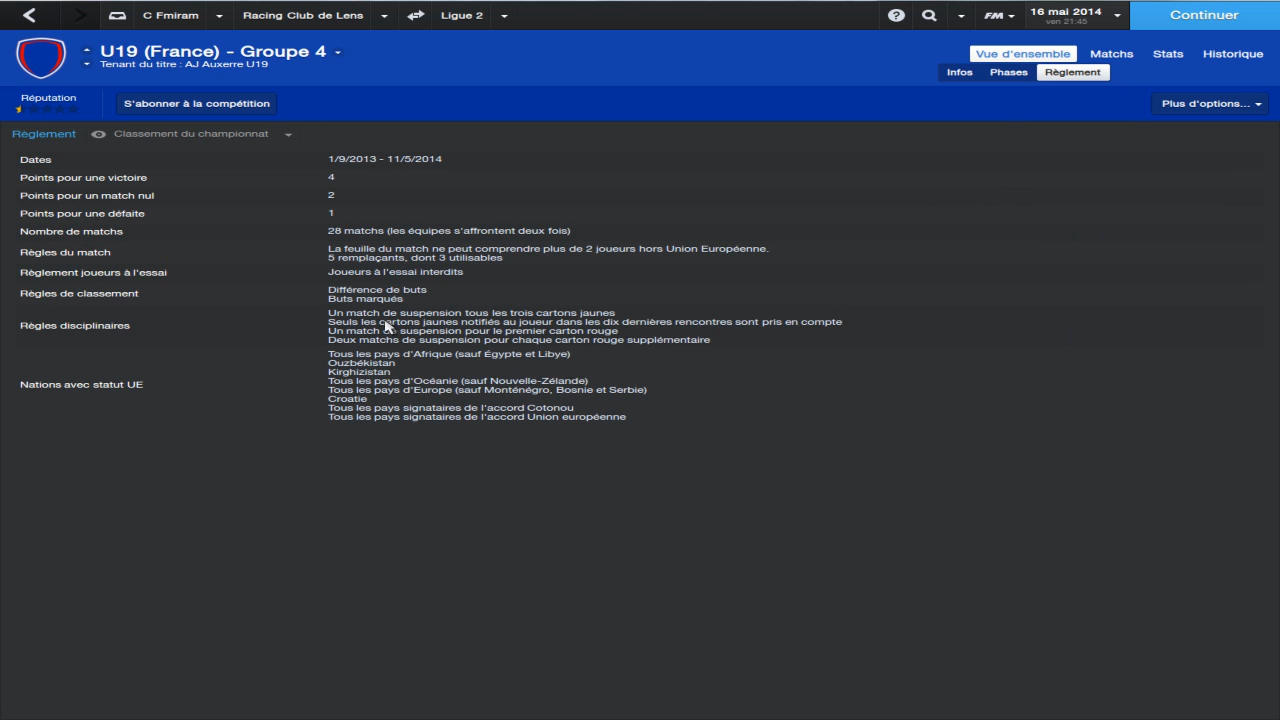 C Fmiram
Racing Club de Lens
Ligue 2
FM
16 mai 2014
ven 21:45
Continuer
U19 (France) - Groupe 4
Tenant du titre : AJ Auxerre U19
Vue d'ensemble
Matchs
Stats
Historique
Infos
Phases
Règlement
Réputation
S'abonner à la compétition
Plus d'options...
Règlement
Classement du championnat
Dates
1/9/2013 - 11/5/2014
Points pour une victoire
4
Points pour un match nul
2
Points pour une défaite
1
Nombre de matchs
28 matchs (les équipes s'affrontent deux fois)
Règles du match
La feuille du match ne peut comprendre plus de 2 joueurs hors Union Européenne.
5 remplaçants, dont 3 utilisables
Règlement joueurs à l'essai
Joueurs à l'essai interdits
Règles de classement
Différence de buts
Buts marqués
Règles disciplinaires
Un match de suspension tous les trois cartons jaunes
Seuls les cartons jaunes notifiés au joueur dans les dix dernières rencontres sont pris en compte
Un match de suspension pour le premier carton rouge
Deux matchs de suspension pour chaque carton rouge supplémentaire
Nations avec statut UE
Tous les pays d'Afrique (sauf Égypte et Libye)
Ouzbékistan
Kirghizistan
Tous les pays d'Océanie (sauf Nouvelle-Zélande)
Tous les pays d'Europe (sauf Monténégro, Bosnie et Serbie)
Croatie
Tous les pays signataires de l'accord Cotonou
Tous les pays signataires de l'accord Union européenne